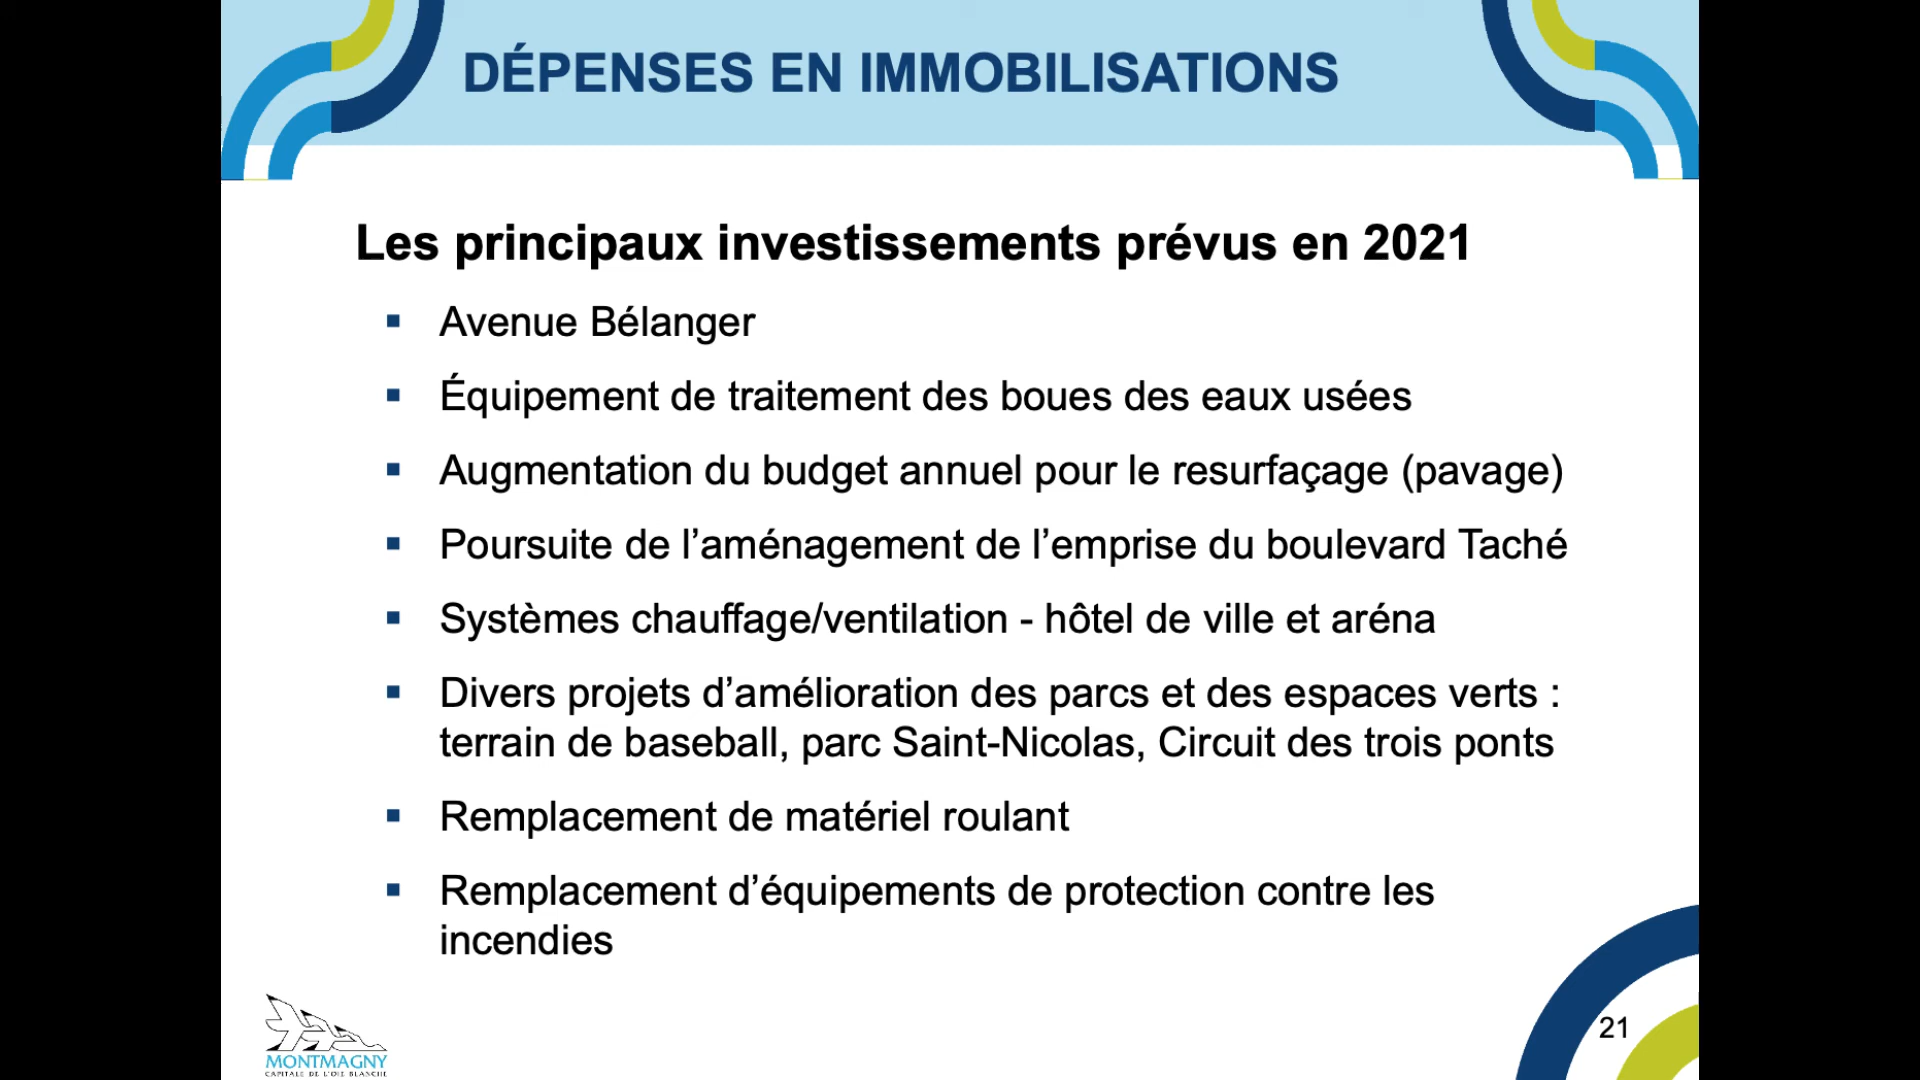 DÉPENSES EN IMMOBILISATIONS
Les principaux investissements prévus en 2021
▪ Avenue Bélanger
▪ Équipement de traitement des boues des eaux usées
▪ Augmentation du budget annuel pour le resurfaçage (pavage)
▪ Poursuite de l’aménagement de l’emprise du boulevard Taché
▪ Systèmes chauffage/ventilation - hôtel de ville et aréna
▪ Divers projets d’amélioration des parcs et des espaces verts :
terrain de baseball, parc Saint-Nicolas, Circuit des trois ponts
▪ Remplacement de matériel roulant
▪ Remplacement d’équipements de protection contre les
incendies
MONTMAGNY
CAPITALE DE L'OIE BLANCHE
21